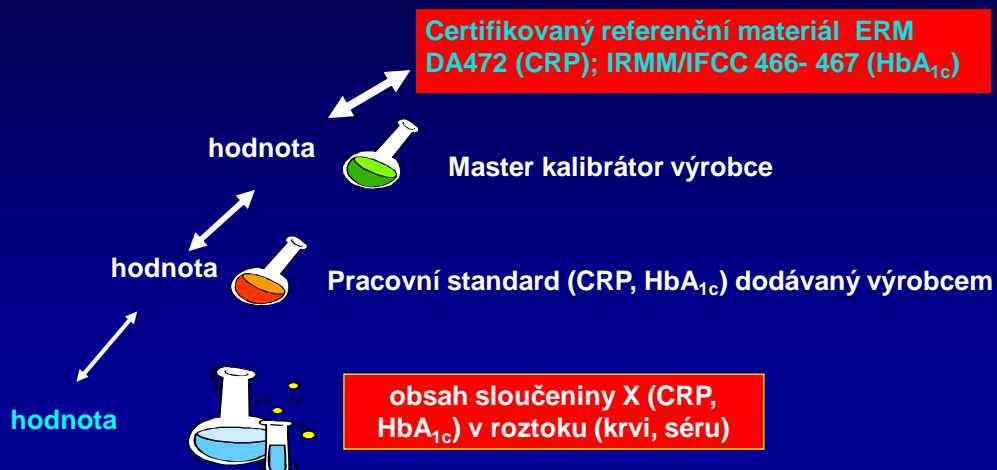 Certifikovaný referenční materiál ERM
DA472 (CRP); IRMM/IFCC 466- 467 (HbA1c)
hodnota
Master kalibrátor výrobce
hodnota
Pracovní standard (CRP, HbA1c) dodávaný výrobcem
obsah sloučeniny X (CRP,
HbA1c) v roztoku (krvi, séru)
hodnota